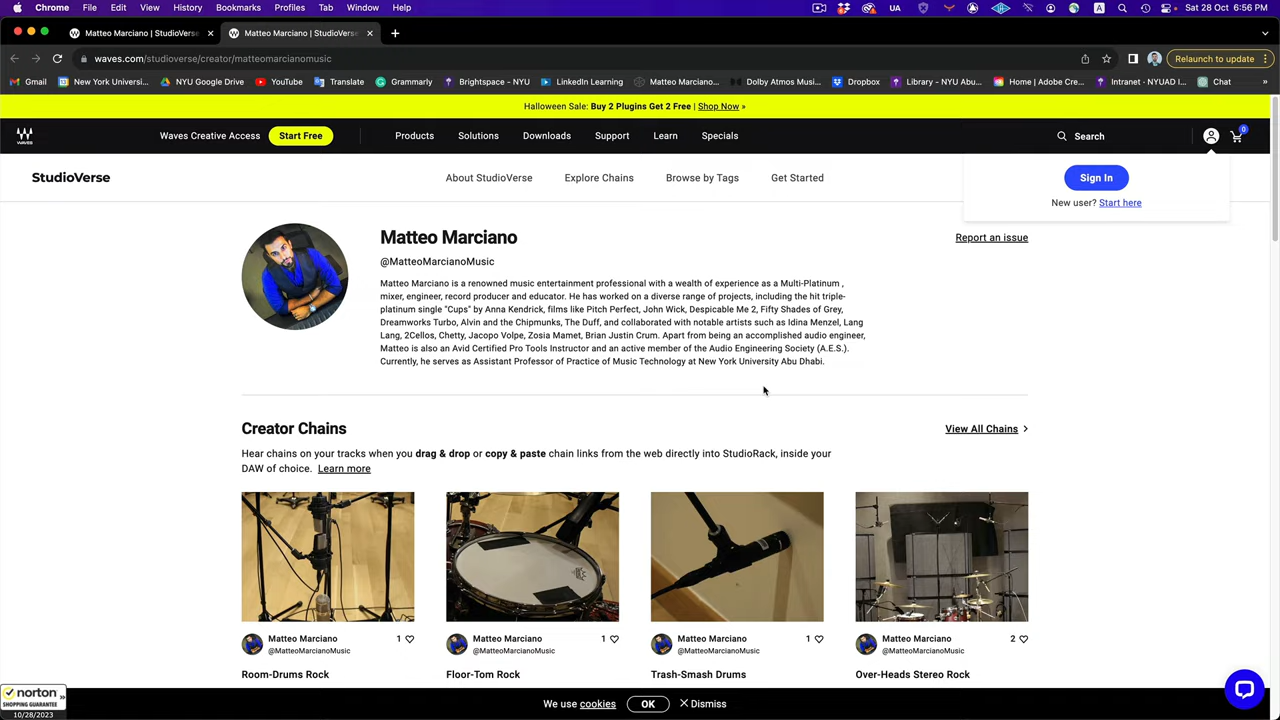 Chrome File Edit View History Bookmarks Profiles Tab Window Help
UA A Sat 28 Oct 6:56 PM
Matteo Marciano | StudioVerse Matteo Marciano | StudioVerse
waves.com/studioverse/creator/matteomarcianomusic Relaunch to update
Gmail New York Universi... NYU Google Drive YouTube Translate Grammarly Brightspace - NYU LinkedIn Learning Matteo Marciano... Dolby Atmos Mus... Dropbox Library - NYU Abu... Home | Adobe Cre... Intranet · NYUAD I... Chat »
Halloween Sale: Buy 2 Plugins Get 2 Free | Shop Now »
WAVES Waves Creative Access Start Free Products Solutions Downloads Support Learn Specials Search 0
StudioVerse About StudioVerse Explore Chains Browse by Tags Get Started Sign In
New user? Start here
Matteo Marciano Report an issue
@MatteoMarcianoMusic
Matteo Marciano is a renowned music entertainment professional with a wealth of experience as a Multi-Platinum ,
mixer, engineer, record producer and educator. He has worked on a diverse range of projects, including the hit triple-
platinum single "Cups" by Anna Kendrick, films like Pitch Perfect, John Wick, Despicable Me 2, Fifty Shades of Grey,
Dreamworks Turbo, Alvin and the Chipmunks, The Duff, and collaborated with notable artists such as Idina Menzel, Lang
Lang, 2Cellos, Chetty, Jacopo Volpe, Zosia Mamet, Brian Justin Crum. Apart from being an accomplished audio engineer,
Matteo is also an Avid Certified Pro Tools Instructor and an active member of the Audio Engineering Society (A.E.S.).
Currently, he serves as Assistant Professor of Practice of Music Technology at New York University Abu Dhabi.
Creator Chains View All Chains
Hear chains on your tracks when you drag & drop or copy & paste chain links from the web directly into StudioRack, inside your
DAW of choice. Learn more
Matteo Marciano 1 Matteo Marciano 1 Matteo Marciano 1 Matteo Marciano 2
@MatteoMarcianoMusic @MatteoMarcianoMusic @MatteoMarcianoMusic @MatteoMarcianoMusic
Room-Drums Rock Floor-Tom Rock Trash-Smash Drums Over-Heads Stereo Rock
norton
SHOPPING GUARANTEE
10/28/2023
We use cookies OK Dismiss